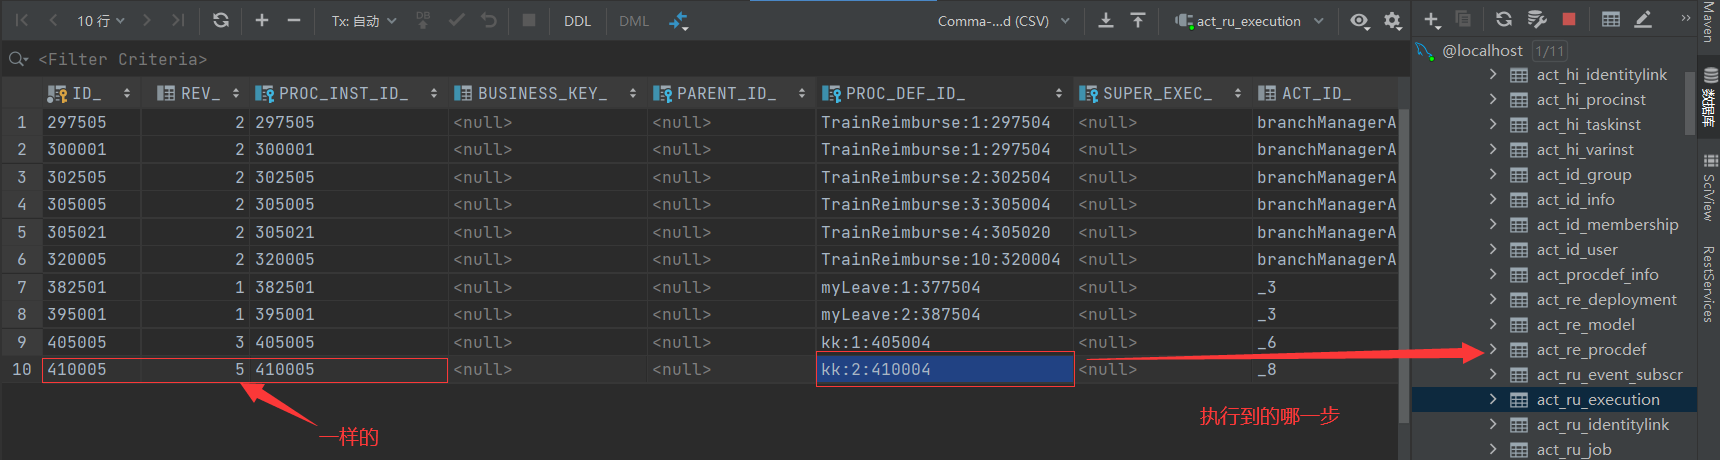 10 行
Tx: 自动
DB
DDL
DML
Comma-...d (CSV)
act_ru_execution
<Filter Criteria>
ID_ REV_ PROC_INST_ID_ BUSINESS_KEY_ PARENT_ID_ PROC_DEF_ID_ SUPER_EXEC_ ACT_ID_
1 297505 2 297505 <null> <null> TrainReimburse:1:297504 <null> branchManagerA
2 300001 2 300001 <null> <null> TrainReimburse:1:297504 <null> branchManagerA
3 302505 2 302505 <null> <null> TrainReimburse:2:302504 <null> branchManagerA
4 305005 2 305005 <null> <null> TrainReimburse:3:305004 <null> branchManagerA
5 305021 2 305021 <null> <null> TrainReimburse:4:305020 <null> branchManagerA
6 320005 2 320005 <null> <null> TrainReimburse:10:320004 <null> branchManagerA
7 382501 1 382501 <null> <null> myLeave:1:377504 <null> _3
8 395001 1 395001 <null> <null> myLeave:2:387504 <null> _3
9 405005 3 405005 <null> <null> kk:1:405004 <null> _6
10 410005 5 410005 <null> <null> kk:2:410004 <null> _8
一样的
执行到的哪一步
@localhost 1/11
act_hi_identitylink
act_hi_procinst
act_hi_taskinst
act_hi_varinst
act_id_group
act_id_info
act_id_membership
act_id_user
act_procdef_info
act_re_deployment
act_re_model
act_re_procdef
act_ru_event_subscr
act_ru_execution
act_ru_identitylink
act_ru_job
Maven
数据库
SciView
RestServices